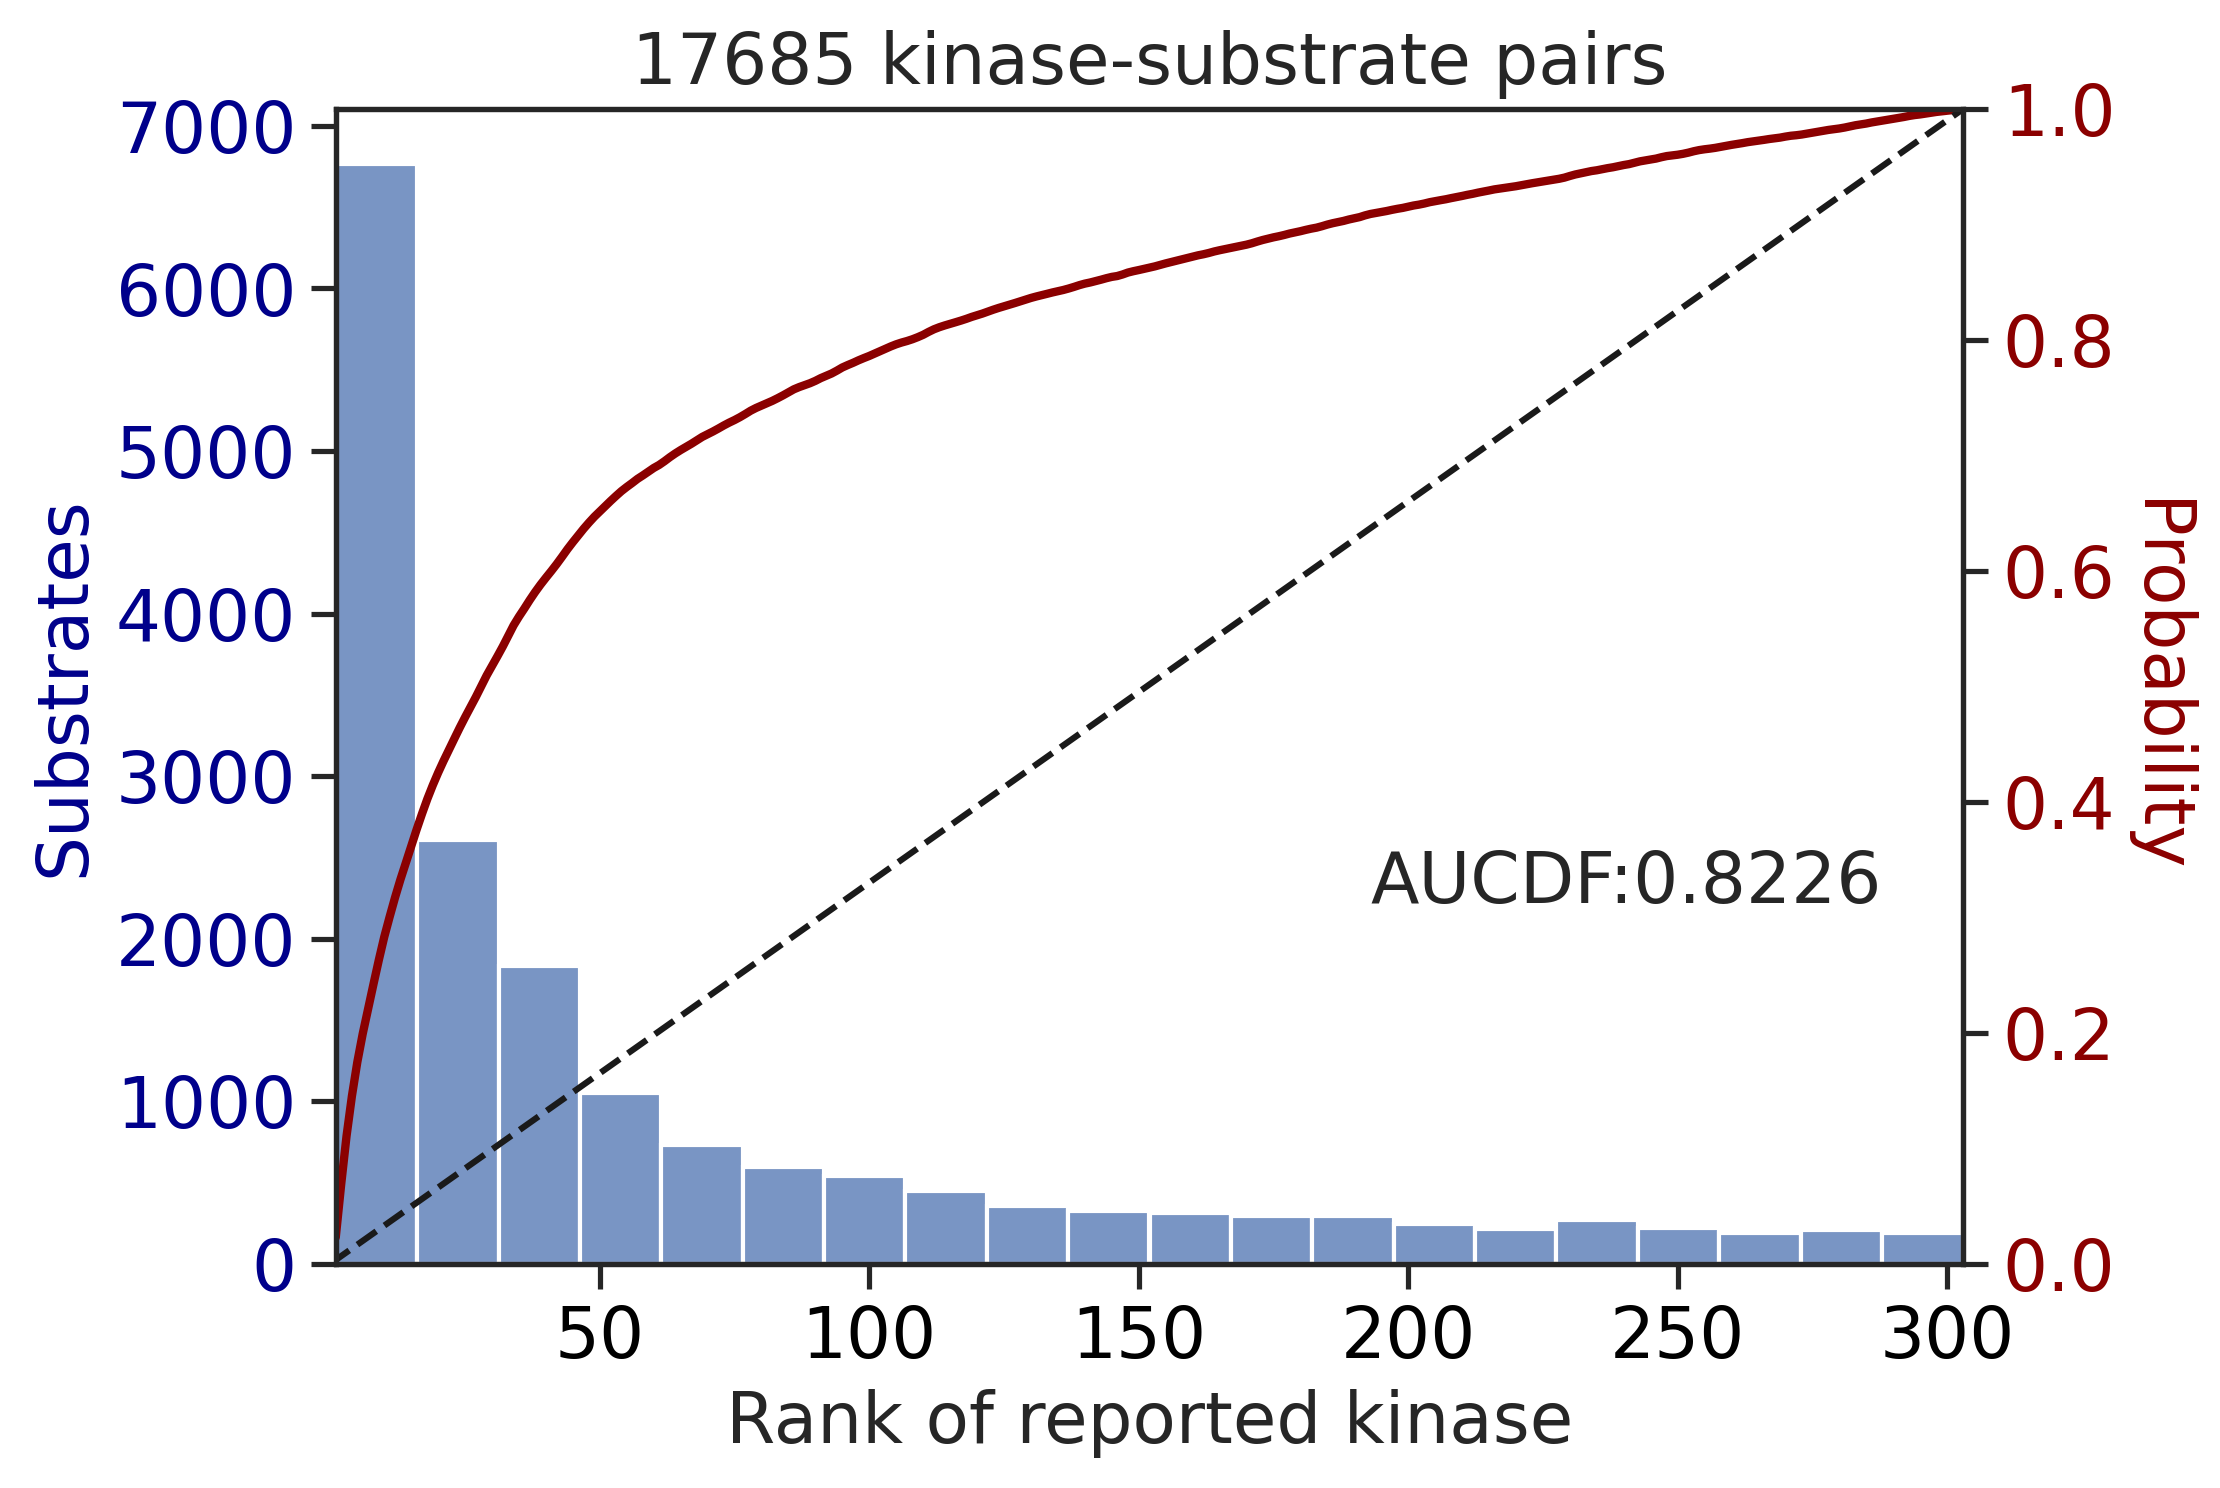 17685 kinase-substrate pairs
7000
6000
5000
4000
3000
2000
1000
0
Substrates
1.0
0.8
0.6
0.4
0.2
0.0
Probability
AUCDF:0.8226
50 100 150 200 250 300
Rank of reported kinase